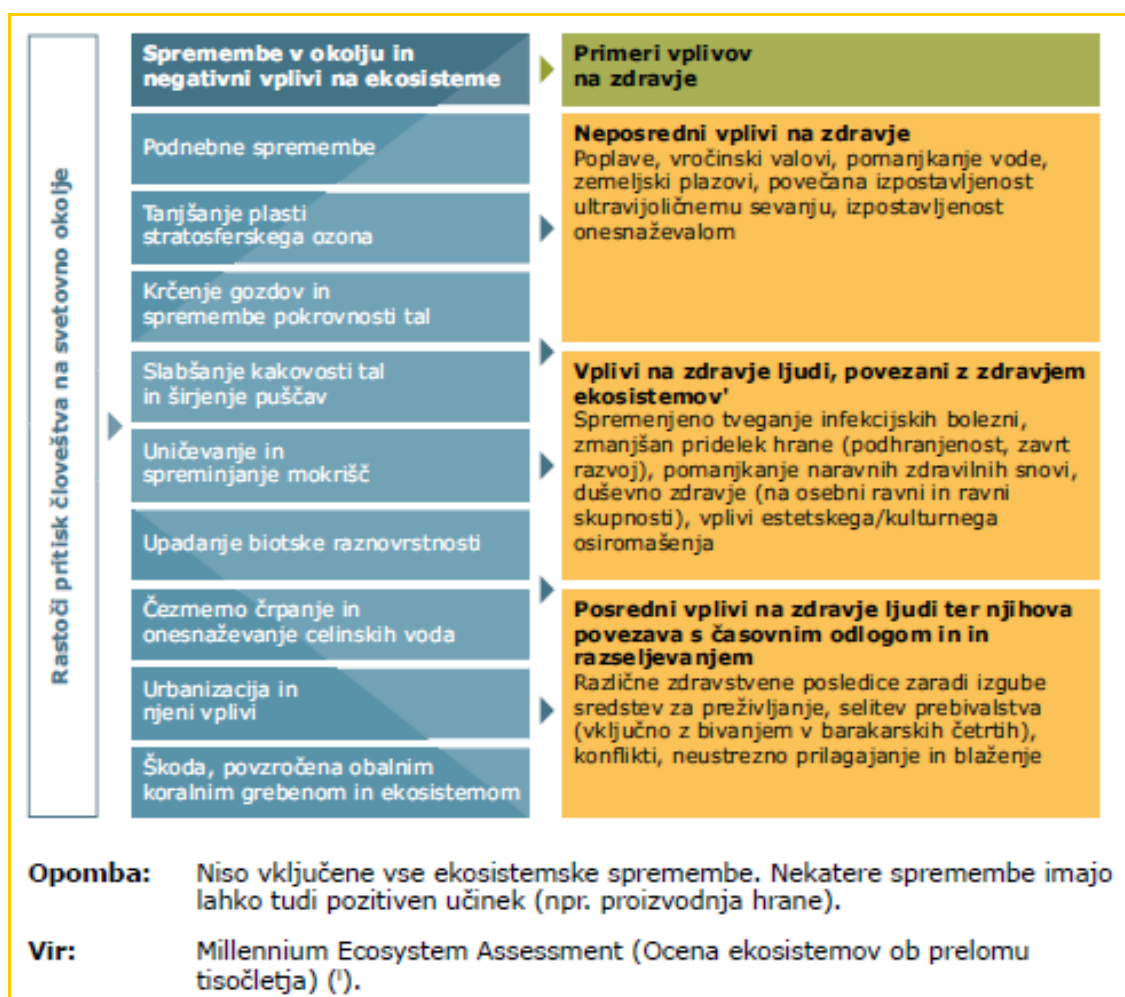 Rastoči pritisk človeštva na svetovno okolje
Spremembe v okolju in
negativni vplivi na ekosisteme
Podnebne spremembe
Tanjšanje plasti
stratosferskega ozona
Krčenje gozdov in
spremembe pokrovnosti tal
Slabšanje kakovosti tal
in širjenje puščav
Uničevanje in
spreminjanje mokrišč
Upadanje biotske raznovrstnosti
Čezmemo črpanje in
onesnaževanje celinskih voda
Urbanizacija in
njeni vplivi
Škoda, povzročena obalnim
koralnim grebenom in ekosistemom
Primeri vplivov
na zdravje
Neposredni vplivi na zdravje
Poplave, vročinski valovi, pomanjkanje vode,
zemeljski plazovi, povečana izpostavljenost
ultravijoličnemu sevanju, izpostavljenost
onesnaževalom
Vplivi na zdravje ljudi, povezani z zdravjem
ekosistemov'
Spremenjeno tveganje infekcijskih bolezni,
zmanjšan pridelek hrane (podhranjenost, zavrt
razvoj), pomanjkanje naravnih zdravilnih snovi,
duševno zdravje (na osebni ravni in ravni
skupnosti), vplivi estetskega/kulturnega
osiromašenja
Posredni vplivi na zdravje ljudi ter njihova
povezava s časovnim odlogom in in
razseljevanjem
Različne zdravstvene posledice zaradi izgube
sredstev za preživljanje, selitev prebivalstva
(vključno z bivanjem v barakarskih četrtih),
konflikti, neustrezno prilagajanje in blaženje
Opomba: Niso vključene vse ekosistemske spremembe. Nekatere spremembe imajo
lahko tudi pozitiven učinek (npr. proizvodnja hrane).
Vir: Millennium Ecosystem Assessment (Ocena ekosistemov ob prelomu
tisočletja) (ⁱ).